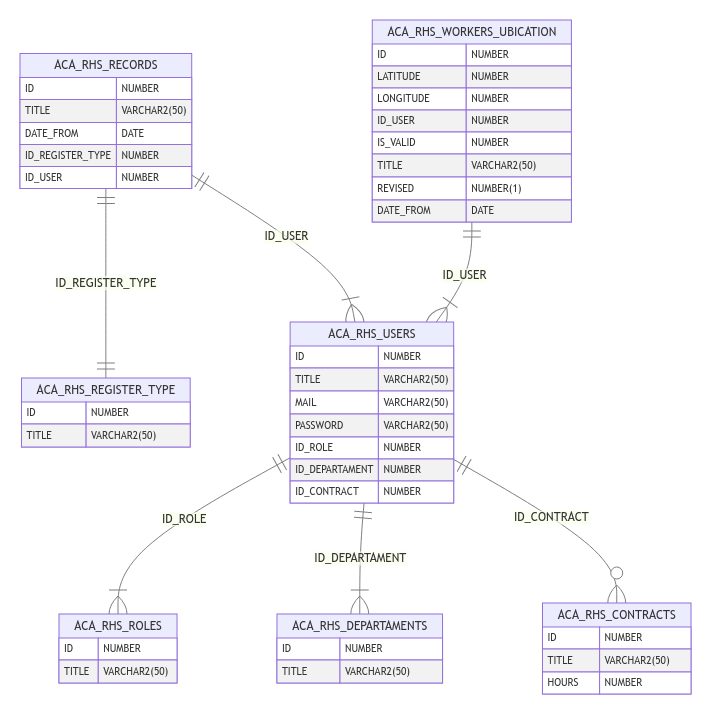 ACA_RHS_WORKERS_UBICATION
ID NUMBER
LATITUDE NUMBER
LONGITUDE NUMBER
ID_USER NUMBER
IS_VALID NUMBER
TITLE VARCHAR2(50)
REVISED NUMBER(1)
DATE_FROM DATE
ACA_RHS_RECORDS
ID NUMBER
TITLE VARCHAR2(50)
DATE_FROM DATE
ID_REGISTER_TYPE NUMBER
ID_USER NUMBER
ID_USER
ID_USER
ID_REGISTER_TYPE
ACA_RHS_USERS
ID NUMBER
TITLE VARCHAR2(50)
MAIL VARCHAR2(50)
PASSWORD VARCHAR2(50)
ID_ROLE NUMBER
ID_DEPARTAMENT NUMBER
ID_CONTRACT NUMBER
ACA_RHS_REGISTER_TYPE
ID NUMBER
TITLE VARCHAR2(50)
ID_ROLE
ID_DEPARTAMENT
ID_CONTRACT
ACA_RHS_ROLES
ID NUMBER
TITLE VARCHAR2(50)
ACA_RHS_DEPARTAMENTS
ID NUMBER
TITLE VARCHAR2(50)
ACA_RHS_CONTRACTS
ID NUMBER
TITLE VARCHAR2(50)
HOURS NUMBER